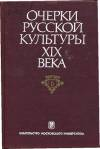 ОЧЕРКИ
РУССКОЙ
КУЛЬТУРЫ
XIX
ВЕКА
ИЗДАТЕЛЬСТВО МОСКОВСКОГО УНИВЕРСИТЕТА